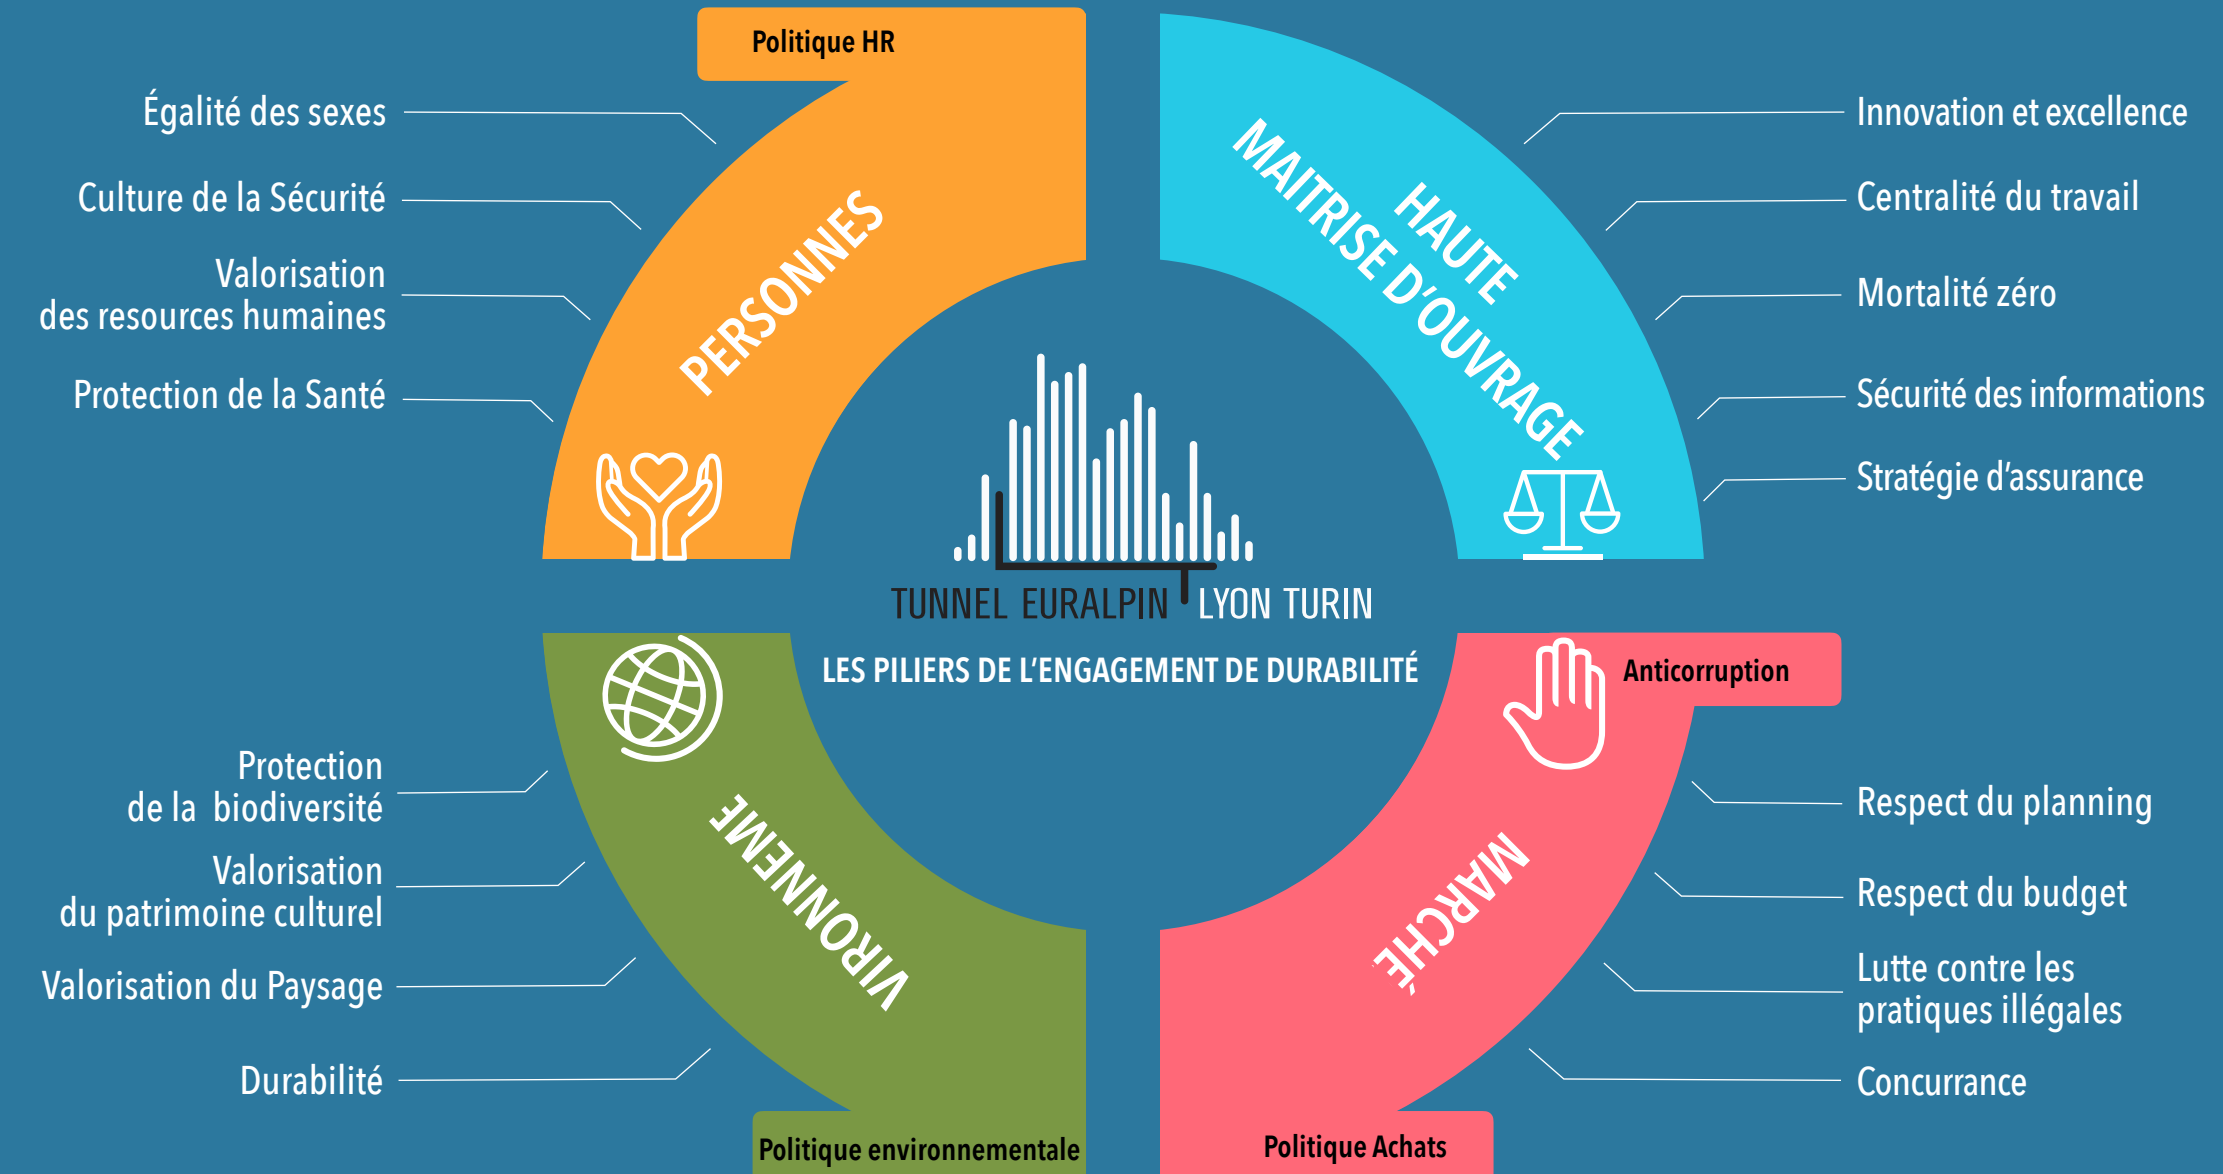 Politique HR
Égalité des sexes
Culture de la Sécurité
Valorisation
des resources humaines
Protection de la Santé
PERSONNES
HAUTE
MAITRISE D'OUVRAGE
Innovation et excellence
Centralité du travail
Mortalité zéro
Sécurité des informations
Stratégie d'assurance
TUNNEL EURALPIN LYON TURIN
LES PILIERS DE L'ENGAGEMENT DE DURABILITÉ
Protection
de la biodiversité
Valorisation
du patrimoine culturel
Valorisation du Paysage
Durabilité
VIRONNEME
Politique environnementale
Anticorruption
MARCHÉ
Respect du planning
Respect du budget
Lutte contre les
pratiques illégales
Concurrance
Politique Achats